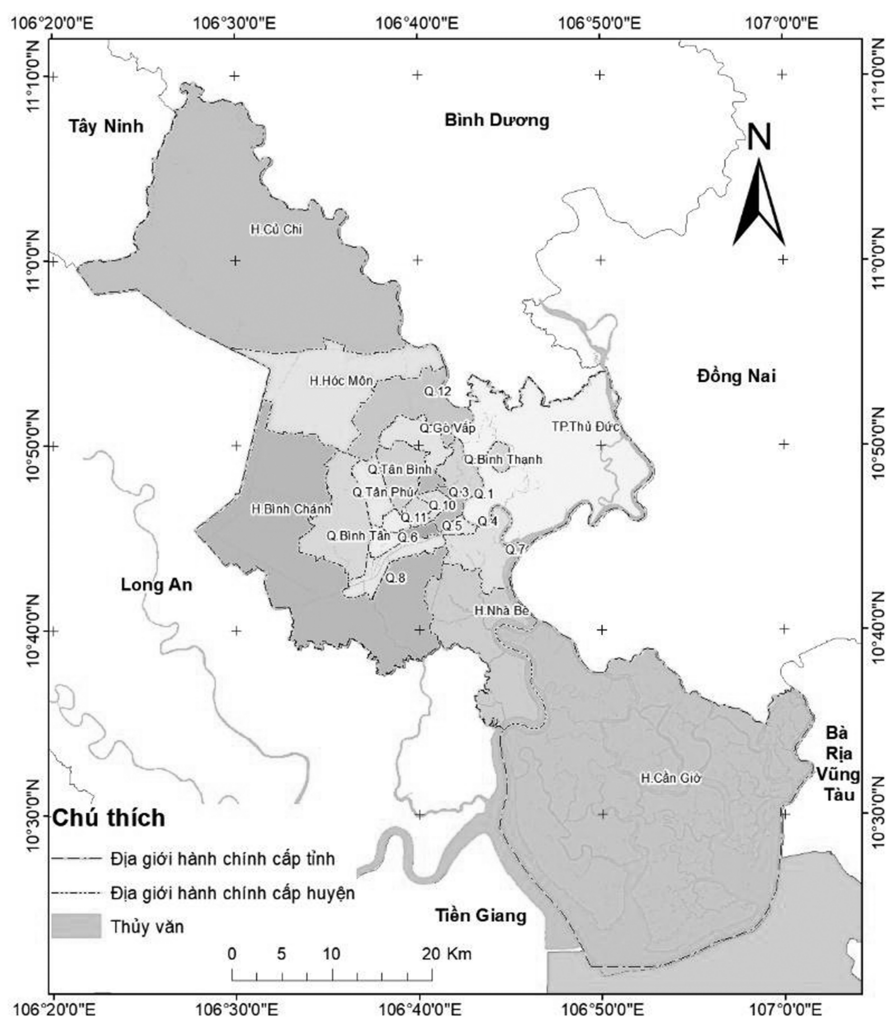 106°20'0"E 106°30'0"E 106°40'0"E 106°50'0"E 107°0'0"E
11°10'0"N
11°10'0"N
Tây Ninh
Bình Dương
N
H.Củ Chi
11°0'0"N
11°0'0"N
Đồng Nai
H.Hóc Môn
Q.12
Q.Gò Vấp
TP.Thủ Đức
10°50'0"N
10°50'0"N
Q.Bình Thạnh
Q.Tân Bình
Q.Tân Phú
Q.3
Q.1
Q.10
H.Bình Chánh
Q.11
Q.5
Q.4
Q.Bình Tân
Q.6
Q.7
Q.8
Long An
H.Nhà Bè
10°40'0"N
10°40'0"N
Bà
Rịa
Vũng
Tàu
H.Cần Giờ
10°30'0"N
10°30'0"N
Chú thích
Địa giới hành chính cấp tỉnh
Địa giới hành chính cấp huyện
Thủy văn
Tiền Giang
0 5 10 20 Km
106°20'0"E 106°30'0"E 106°40'0"E 106°50'0"E 107°0'0"E